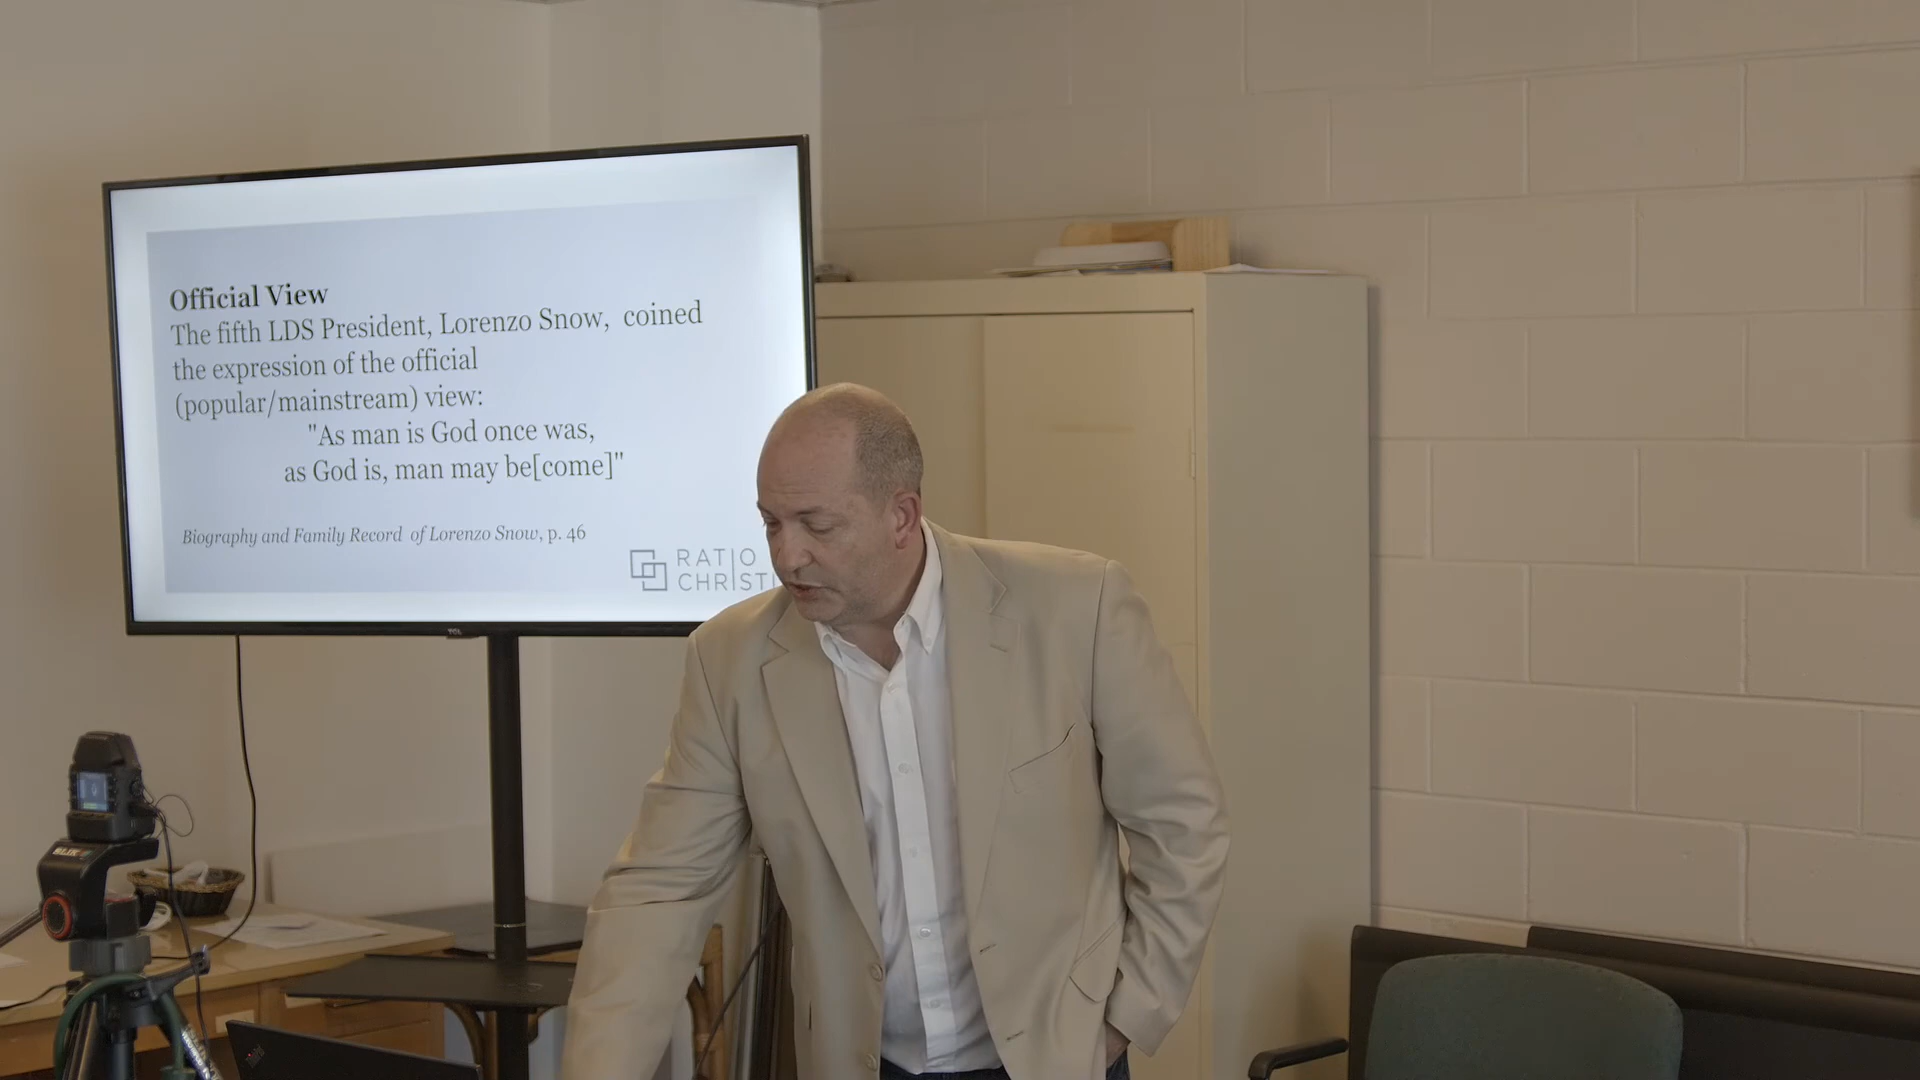 Official View
The fifth LDS President, Lorenzo Snow,  coined
the expression of the official
(popular/mainstream) view:
"As man is God once was,
as God is, man may be[come]"
Biography and Family Record  of Lorenzo Snow, p. 46
RATIO
CHRISTI
TCL